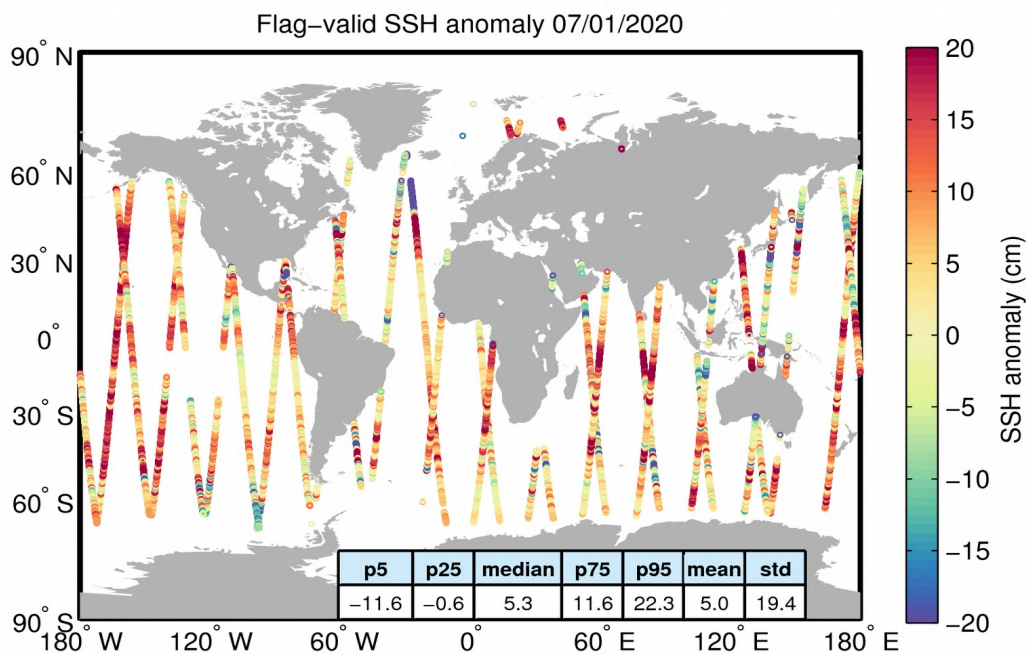 Flag−valid SSH anomaly 07/01/2020
90° N
60° N
30° N
0°
30° S
60° S
90° S
180° W
120° W
60° W
0°
60° E
120° E
180° E
p5 p25 median p75 p95 mean std
−11.6 −0.6 5.3 11.6 22.3 5.0 19.4
20
15
10
5
0
−5
−10
−15
−20
SSH anomaly (cm)